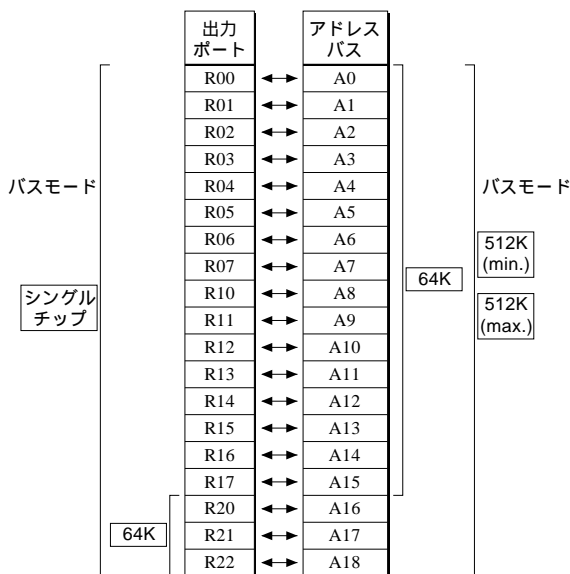 出力
ポート
アドレス
バス
R00 A0
R01 A1
R02 A2
R03 A3
バスモード R04 A4 バスモード
R05 A5
R06 A6
512K
(min.)
R07 A7
64K
R10 A8
シングル
チップ
512K
(max.)
R11 A9
R12 A10
R13 A11
R14 A12
R15 A13
R16 A14
R17 A15
R20 A16
64K R21 A17
R22 A18